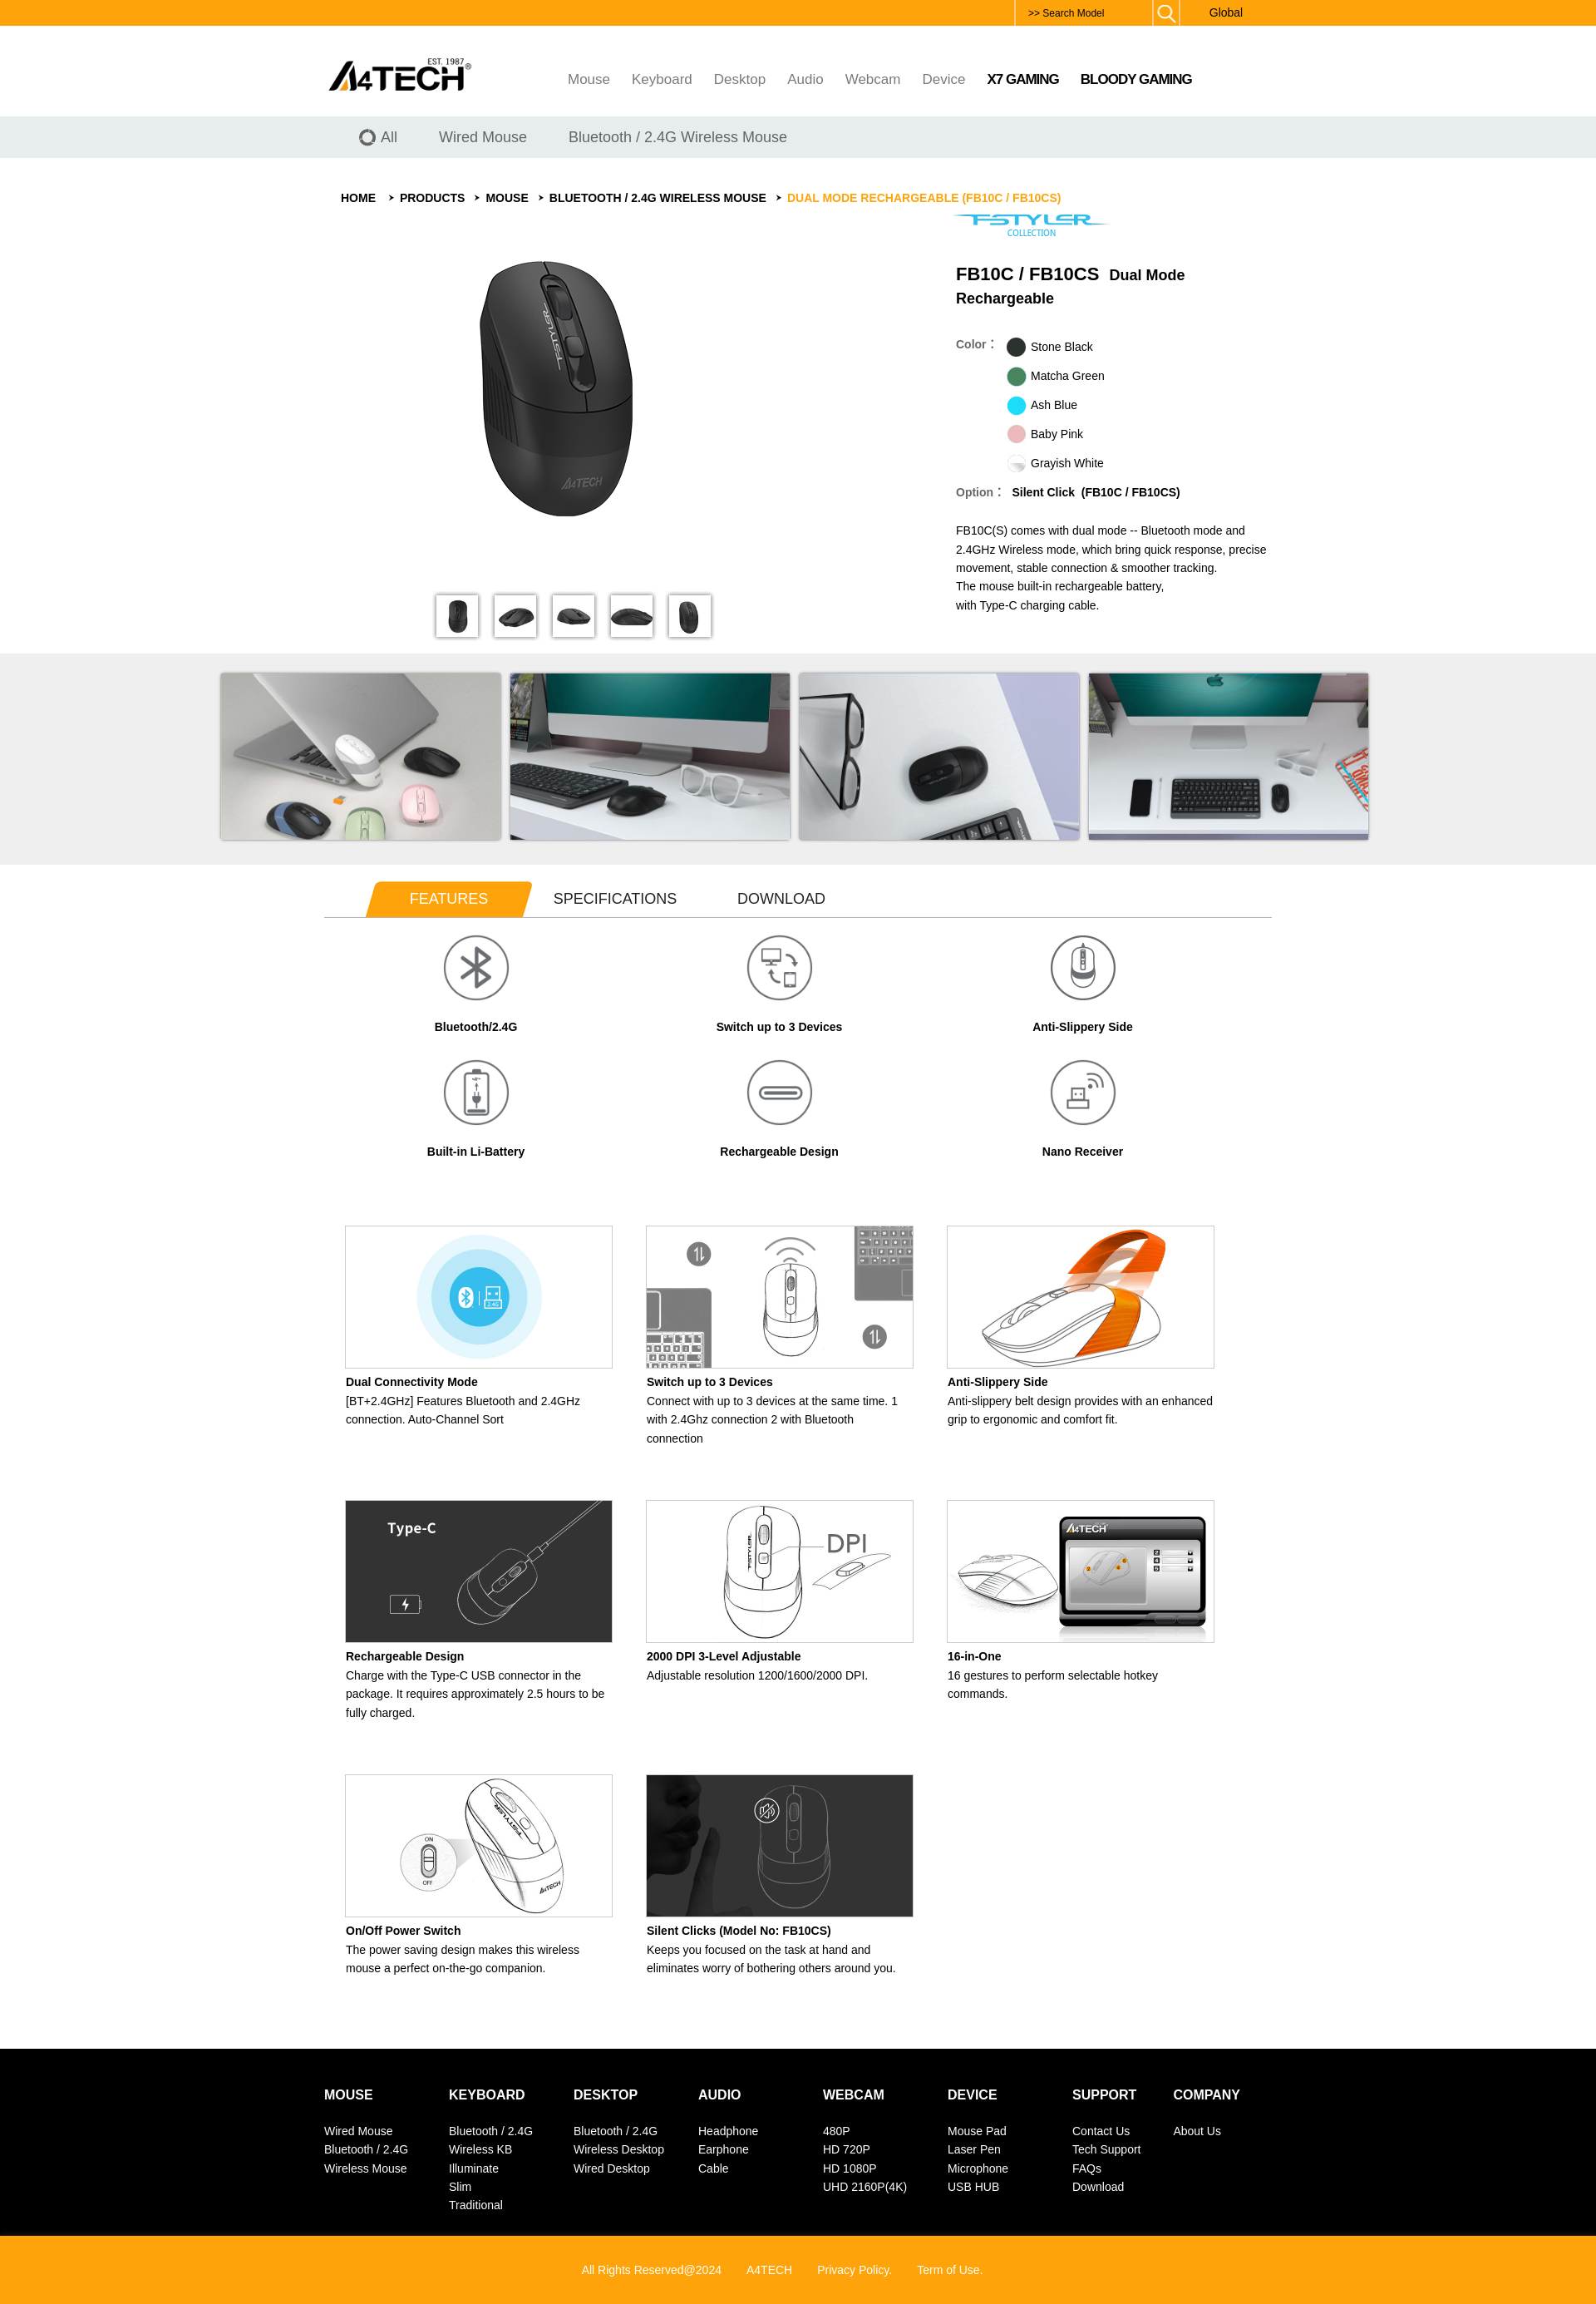 >> Search Model
Global
A4TECH®
EST. 1987
Mouse Keyboard Desktop Audio Webcam Device X7 GAMING BLOODY GAMING
All Wired Mouse Bluetooth / 2.4G Wireless Mouse
HOME PRODUCTS MOUSE BLUETOOTH / 2.4G WIRELESS MOUSE DUAL MODE RECHARGEABLE (FB10C / FB10CS)
FSTYLER
COLLECTION
FSTYLER
A4TECH
FB10C / FB10CS Dual Mode
Rechargeable
Color：
Stone Black
Matcha Green
Ash Blue
Baby Pink
Grayish White
Option： Silent Click (FB10C / FB10CS)
FB10C(S) comes with dual mode -- Bluetooth mode and
2.4GHz Wireless mode, which bring quick response, precise
movement, stable connection & smoother tracking.
The mouse built-in rechargeable battery,
with Type-C charging cable.
FEATURES SPECIFICATIONS DOWNLOAD
Bluetooth/2.4G
Switch up to 3 Devices
Anti-Slippery Side
Built-in Li-Battery
Rechargeable Design
Nano Receiver
2.4G
Dual Connectivity Mode
[BT+2.4GHz] Features Bluetooth and 2.4GHz
connection. Auto-Channel Sort
Switch up to 3 Devices
Connect with up to 3 devices at the same time. 1
with 2.4Ghz connection 2 with Bluetooth
connection
Anti-Slippery Side
Anti-slippery belt design provides with an enhanced
grip to ergonomic and comfort fit.
Type-C
Rechargeable Design
Charge with the Type-C USB connector in the
package. It requires approximately 2.5 hours to be
fully charged.
FSTYLER
DPI
2000 DPI 3-Level Adjustable
Adjustable resolution 1200/1600/2000 DPI.
A4TECH
16-in-One
16 gestures to perform selectable hotkey
commands.
FSTYLER
ON
OFF
A4TECH
On/Off Power Switch
The power saving design makes this wireless
mouse a perfect on-the-go companion.
Silent Clicks (Model No: FB10CS)
Keeps you focused on the task at hand and
eliminates worry of bothering others around you.
MOUSE
Wired Mouse
Bluetooth / 2.4G
Wireless Mouse
KEYBOARD
Bluetooth / 2.4G
Wireless KB
Illuminate
Slim
Traditional
DESKTOP
Bluetooth / 2.4G
Wireless Desktop
Wired Desktop
AUDIO
Headphone
Earphone
Cable
WEBCAM
480P
HD 720P
HD 1080P
UHD 2160P(4K)
DEVICE
Mouse Pad
Laser Pen
Microphone
USB HUB
SUPPORT
Contact Us
Tech Support
FAQs
Download
COMPANY
About Us
All Rights Reserved@2024 A4TECH Privacy Policy. Term of Use.